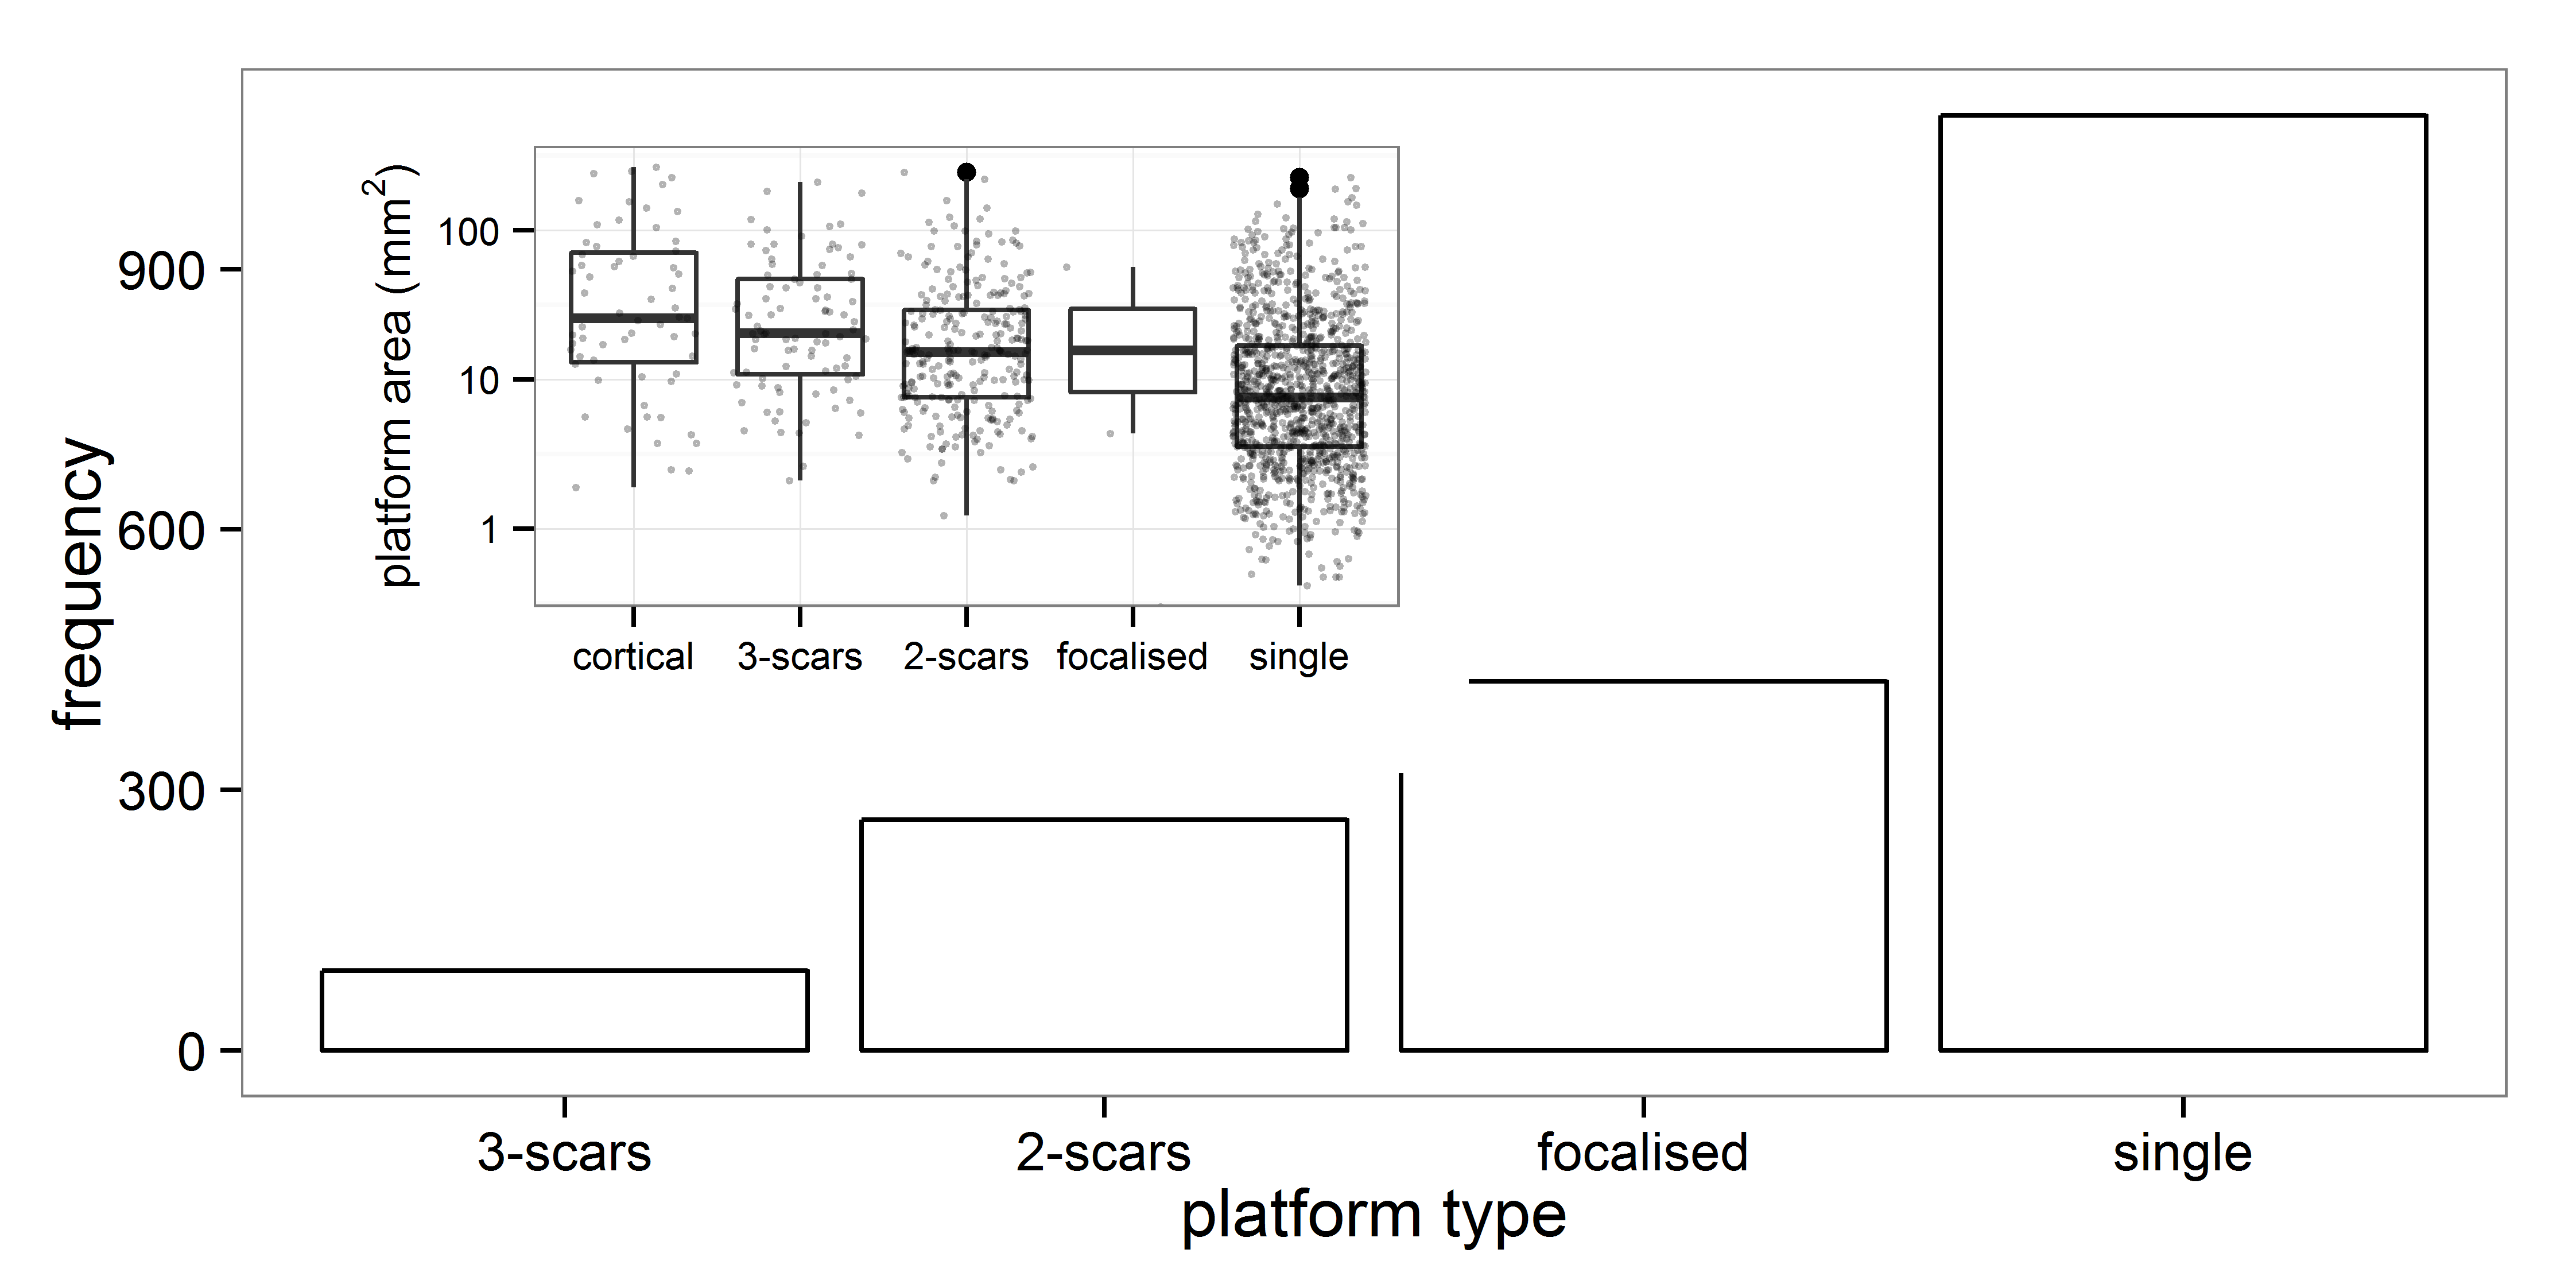 platform area (mm²)
100
10
1
cortical 3-scars 2-scars focalised single
frequency
900
600
300
0
3-scars 2-scars focalised single
platform type